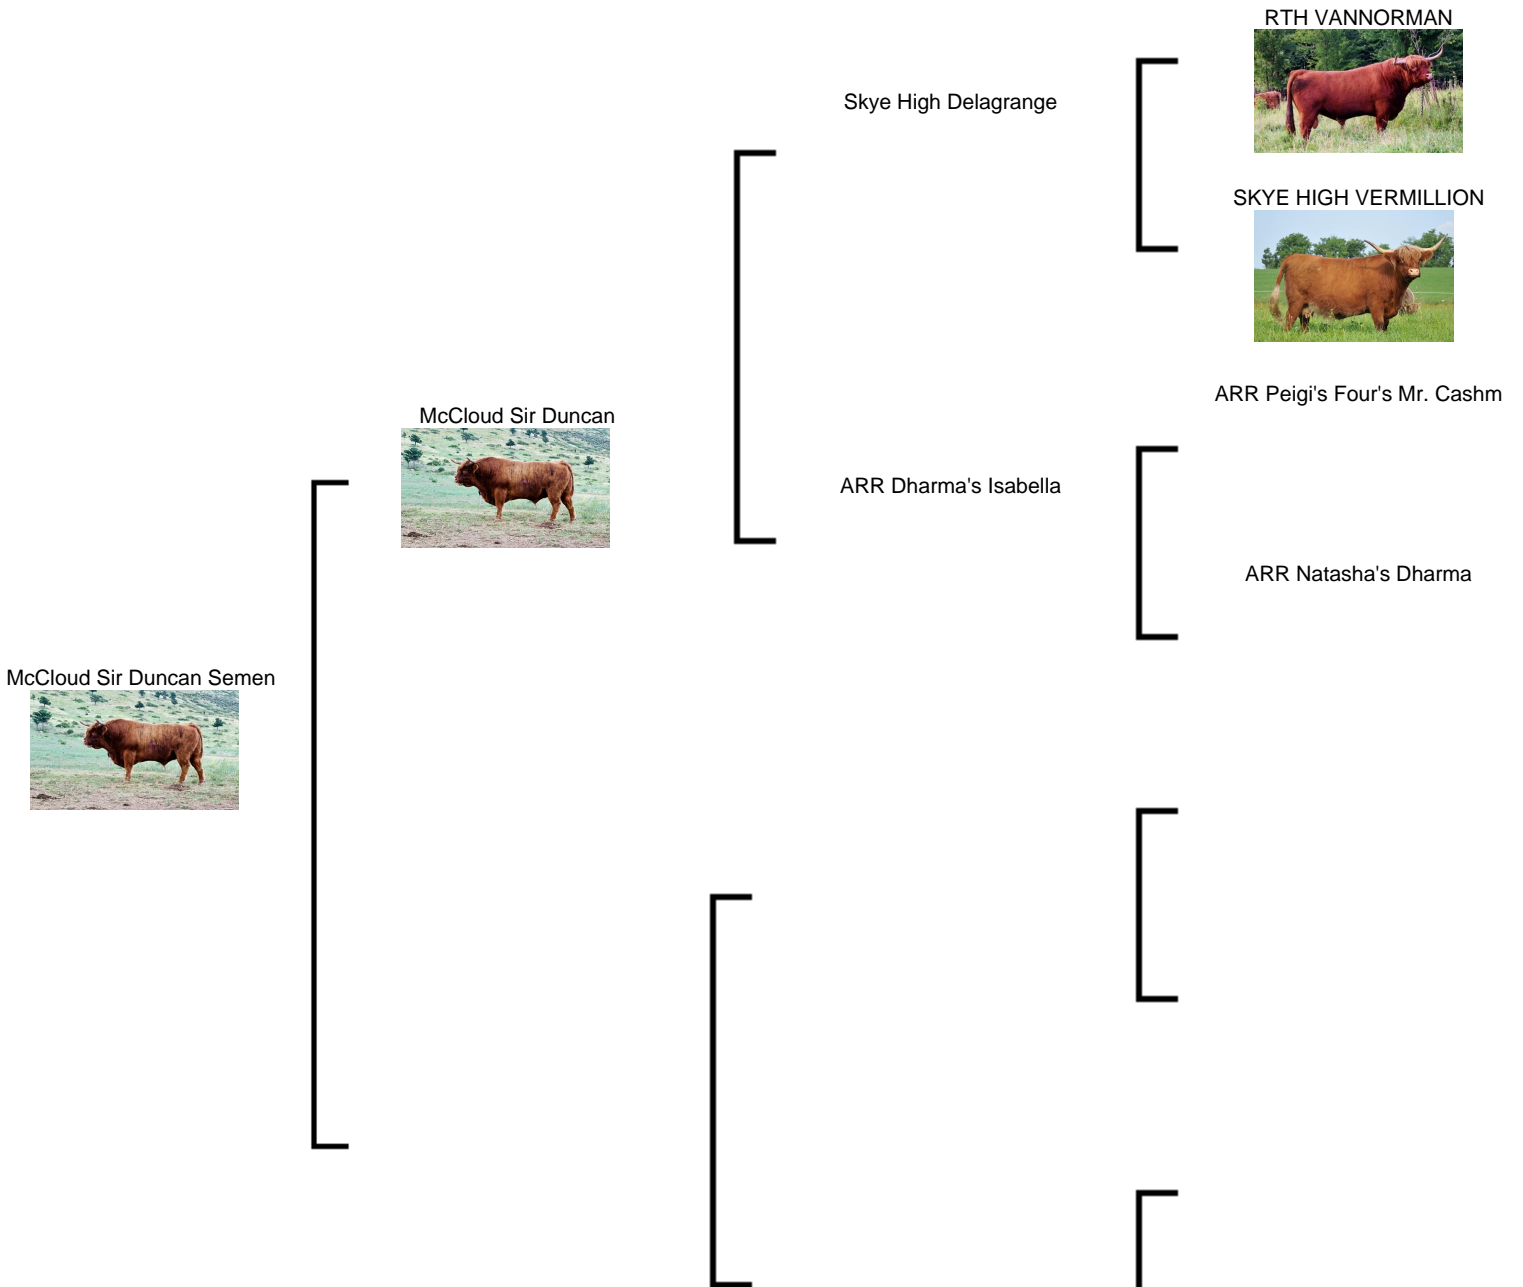 RTH VANNORMAN
Skye High Delagrange
SKYE HIGH VERMILLION
ARR Peigi's Four's Mr. Cashm
McCloud Sir Duncan
ARR Dharma's Isabella
ARR Natasha's Dharma
McCloud Sir Duncan Semen